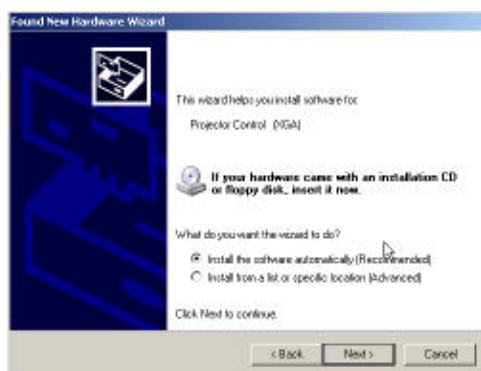 Found New Hardware Wizard
This wizard helps you install software for:
Projector Control (XGA)
If your hardware came with an installation CD
or floppy disk, insert it now.
What do you want the wizard to do?
Install the software automatically (Recommended)
Install from a list or specific location (Advanced)
Click Next to continue.
< Back Next > Cancel